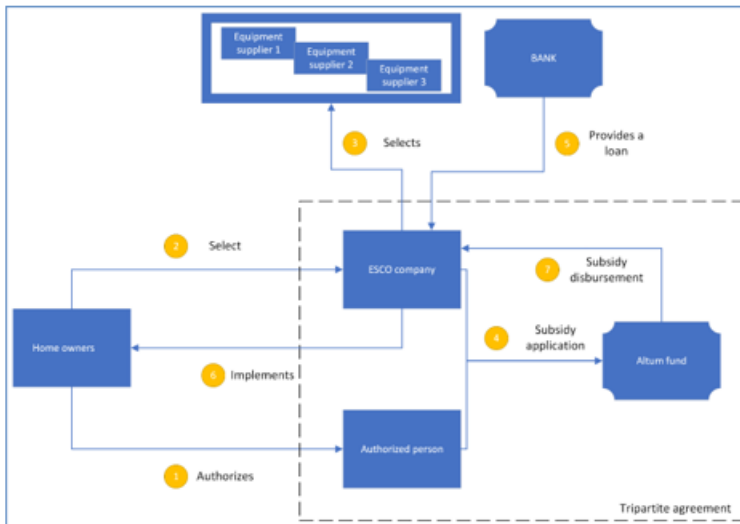 Equipment
supplier 1
Equipment
supplier 2
Equipment
supplier 3
BANK
3
Selects
5
Provides a
loan
2
Select
ESCO company
7
Subsidy
disbursement
Home owners
4
Subsidy
application
Altum fund
6
Implements
Authorized person
1
Authorizes
Tripartite agreement